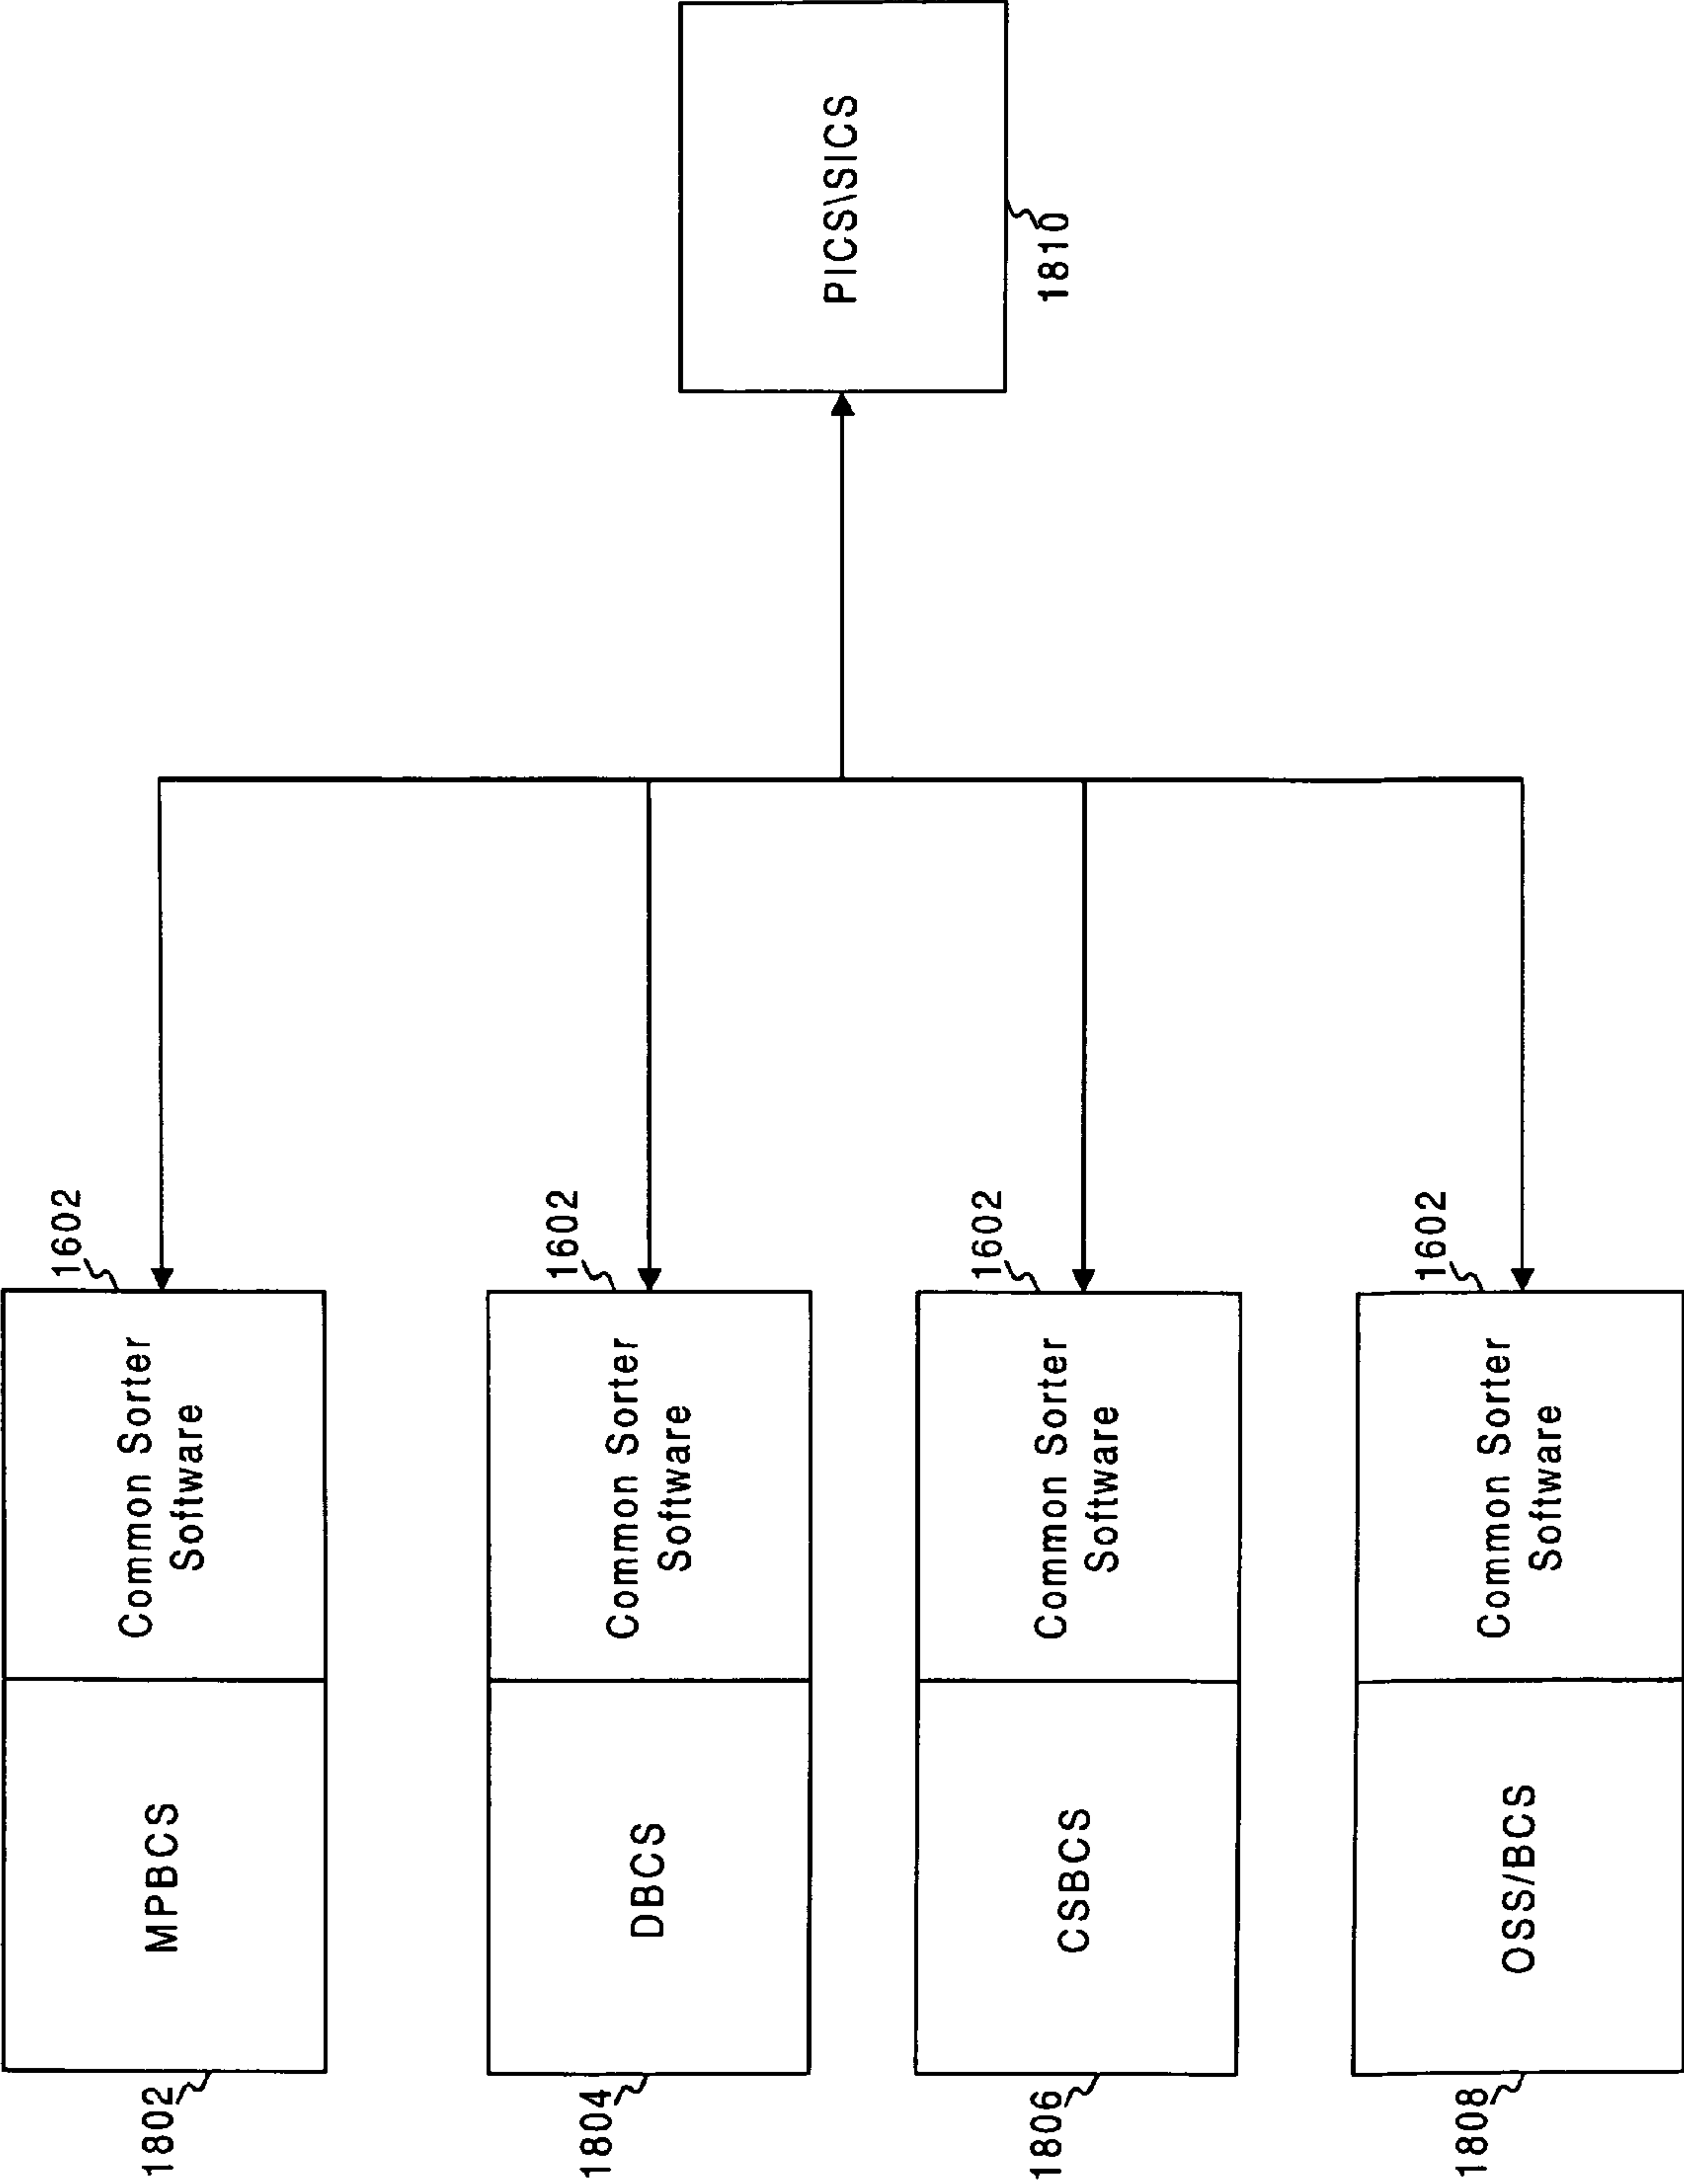 1802
MPBCS
Common Sorter
Software
1602
1804
DBCS
Common Sorter
Software
1602
1806
CSBCS
Common Sorter
Software
1602
1808
OSS/BCS
Common Sorter
Software
1602
PICS\SICS
1810